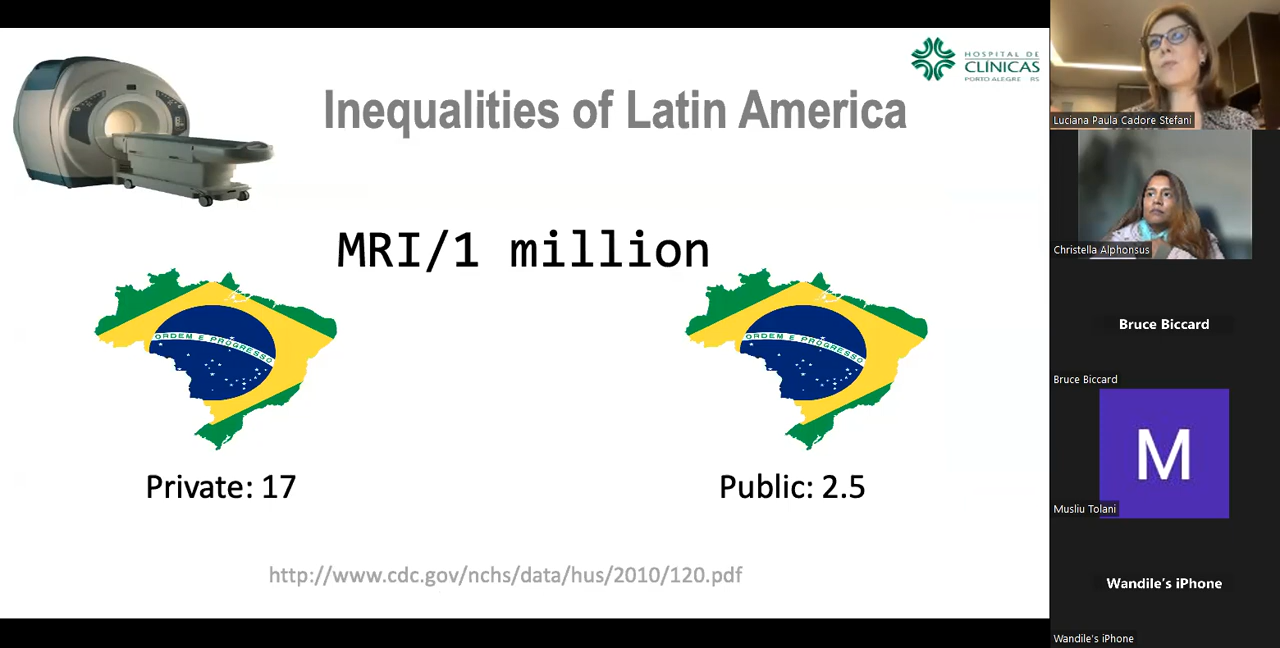 HOSPITAL DE
CLINICAS
PORTO ALEGRE RS
Inequalities of Latin America
MRI/1 million
ORDEM E PROGRESSO
ORDEM E PROGRESSO
Private: 17
Public: 2.5
http://www.cdc.gov/nchs/data/hus/2010/120.pdf
Luciana Paula Cadore Stefani
Christella Alphonsus
Bruce Biccard
Bruce Biccard
M
Musliu Tolani
Wandile's iPhone
Wandile's iPhone